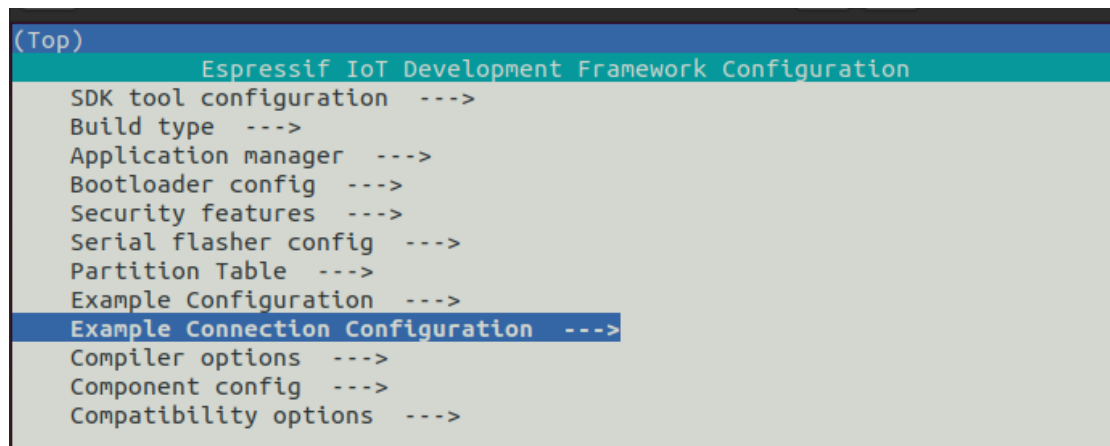 (Top)
Espressif IoT Development Framework Configuration
SDK tool configuration  --->
Build type  --->
Application manager  --->
Bootloader config  --->
Security features  --->
Serial flasher config  --->
Partition Table  --->
Example Configuration  --->
Example Connection Configuration  --->
Compiler options  --->
Component config  --->
Compatibility options  --->